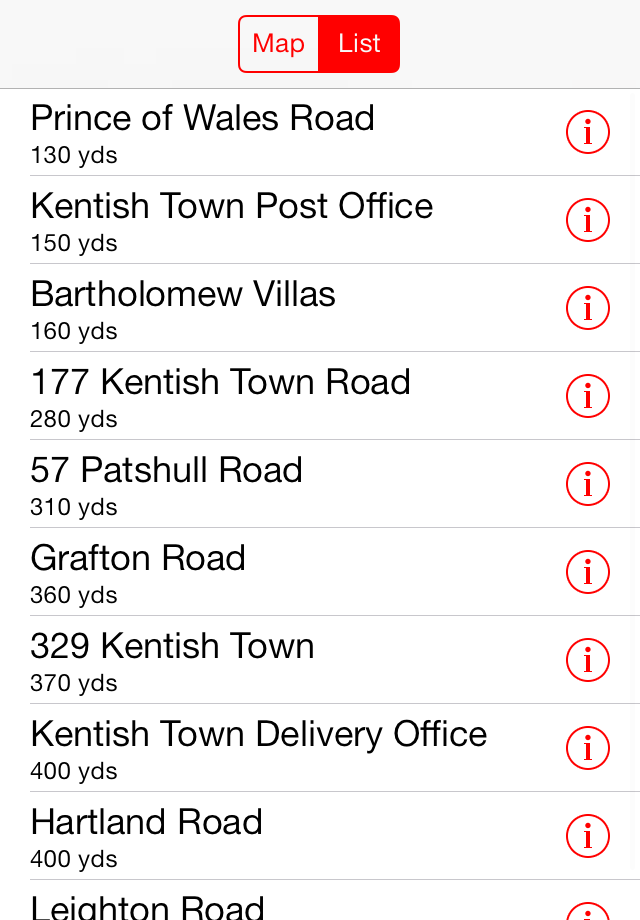 Map List
Prince of Wales Road
130 yds
Kentish Town Post Office
150 yds
Bartholomew Villas
160 yds
177 Kentish Town Road
280 yds
57 Patshull Road
310 yds
Grafton Road
360 yds
329 Kentish Town
370 yds
Kentish Town Delivery Office
400 yds
Hartland Road
400 yds
Leighton Road